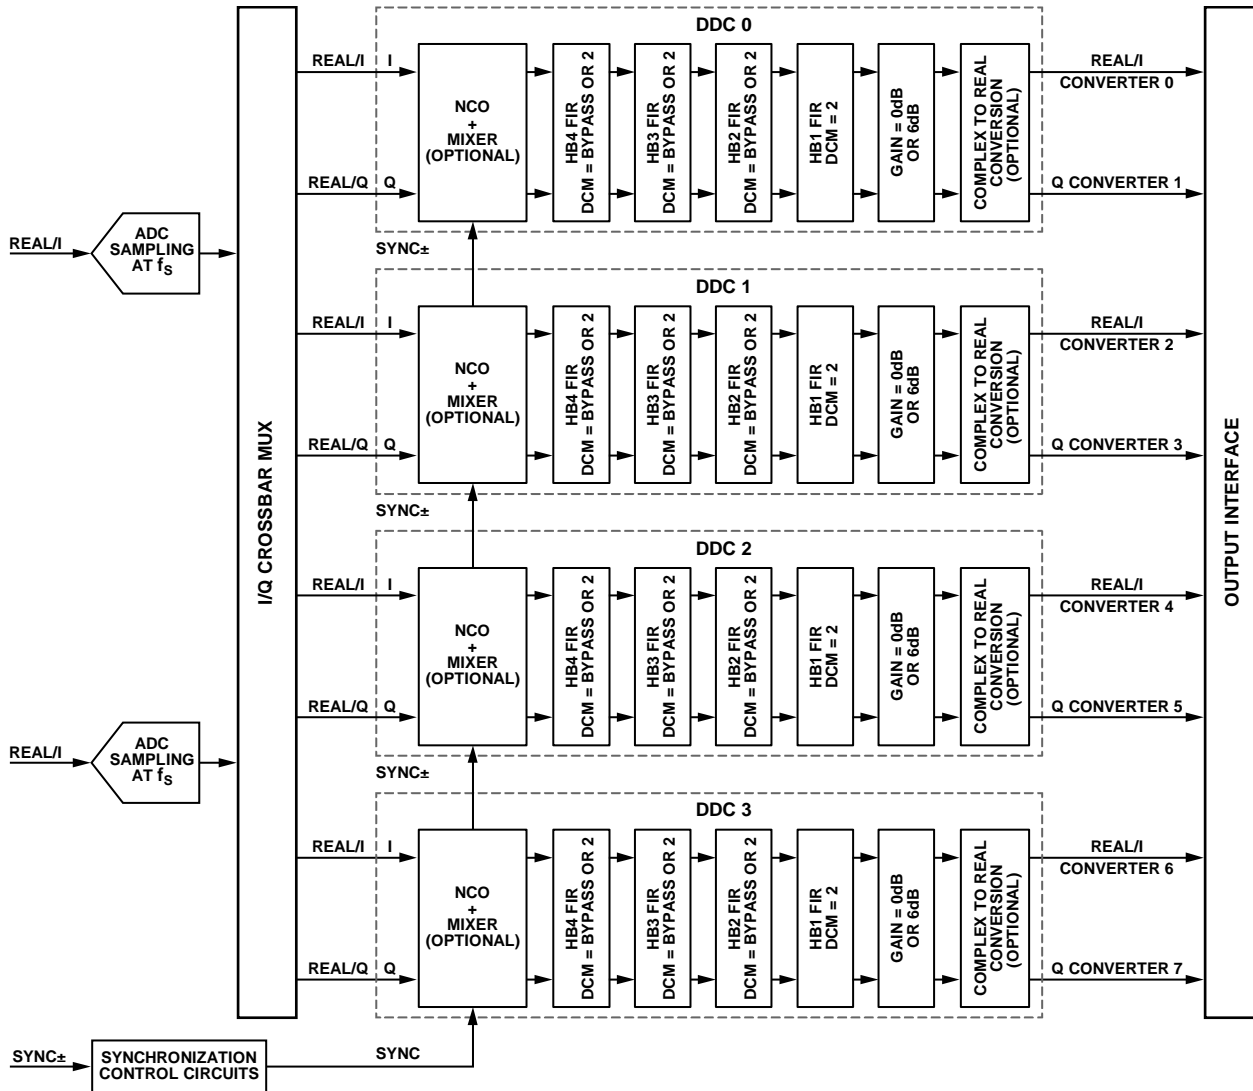 REAL/I
ADC
SAMPLING
AT fS
REAL/I
ADC
SAMPLING
AT fS
SYNC±
SYNCHRONIZATION
CONTROL CIRCUITS
SYNC
I/Q CROSSBAR MUX
DDC 0
REAL/I I
REAL/Q Q
NCO
+
MIXER
(OPTIONAL)
HB4 FIR
DCM = BYPASS OR 2
HB3 FIR
DCM = BYPASS OR 2
HB2 FIR
DCM = BYPASS OR 2
HB1 FIR
DCM = 2
GAIN = 0dB
OR 6dB
COMPLEX TO REAL
CONVERSION
(OPTIONAL)
REAL/I
CONVERTER 0
Q CONVERTER 1
SYNC±
DDC 1
REAL/I I
REAL/Q Q
NCO
+
MIXER
(OPTIONAL)
HB4 FIR
DCM = BYPASS OR 2
HB3 FIR
DCM = BYPASS OR 2
HB2 FIR
DCM = BYPASS OR 2
HB1 FIR
DCM = 2
GAIN = 0dB
OR 6dB
COMPLEX TO REAL
CONVERSION
(OPTIONAL)
REAL/I
CONVERTER 2
Q CONVERTER 3
SYNC±
DDC 2
REAL/I I
REAL/Q Q
NCO
+
MIXER
(OPTIONAL)
HB4 FIR
DCM = BYPASS OR 2
HB3 FIR
DCM = BYPASS OR 2
HB2 FIR
DCM = BYPASS OR 2
HB1 FIR
DCM = 2
GAIN = 0dB
OR 6dB
COMPLEX TO REAL
CONVERSION
(OPTIONAL)
REAL/I
CONVERTER 4
Q CONVERTER 5
SYNC±
DDC 3
REAL/I I
REAL/Q Q
NCO
+
MIXER
(OPTIONAL)
HB4 FIR
DCM = BYPASS OR 2
HB3 FIR
DCM = BYPASS OR 2
HB2 FIR
DCM = BYPASS OR 2
HB1 FIR
DCM = 2
GAIN = 0dB
OR 6dB
COMPLEX TO REAL
CONVERSION
(OPTIONAL)
REAL/I
CONVERTER 6
Q CONVERTER 7
OUTPUT INTERFACE